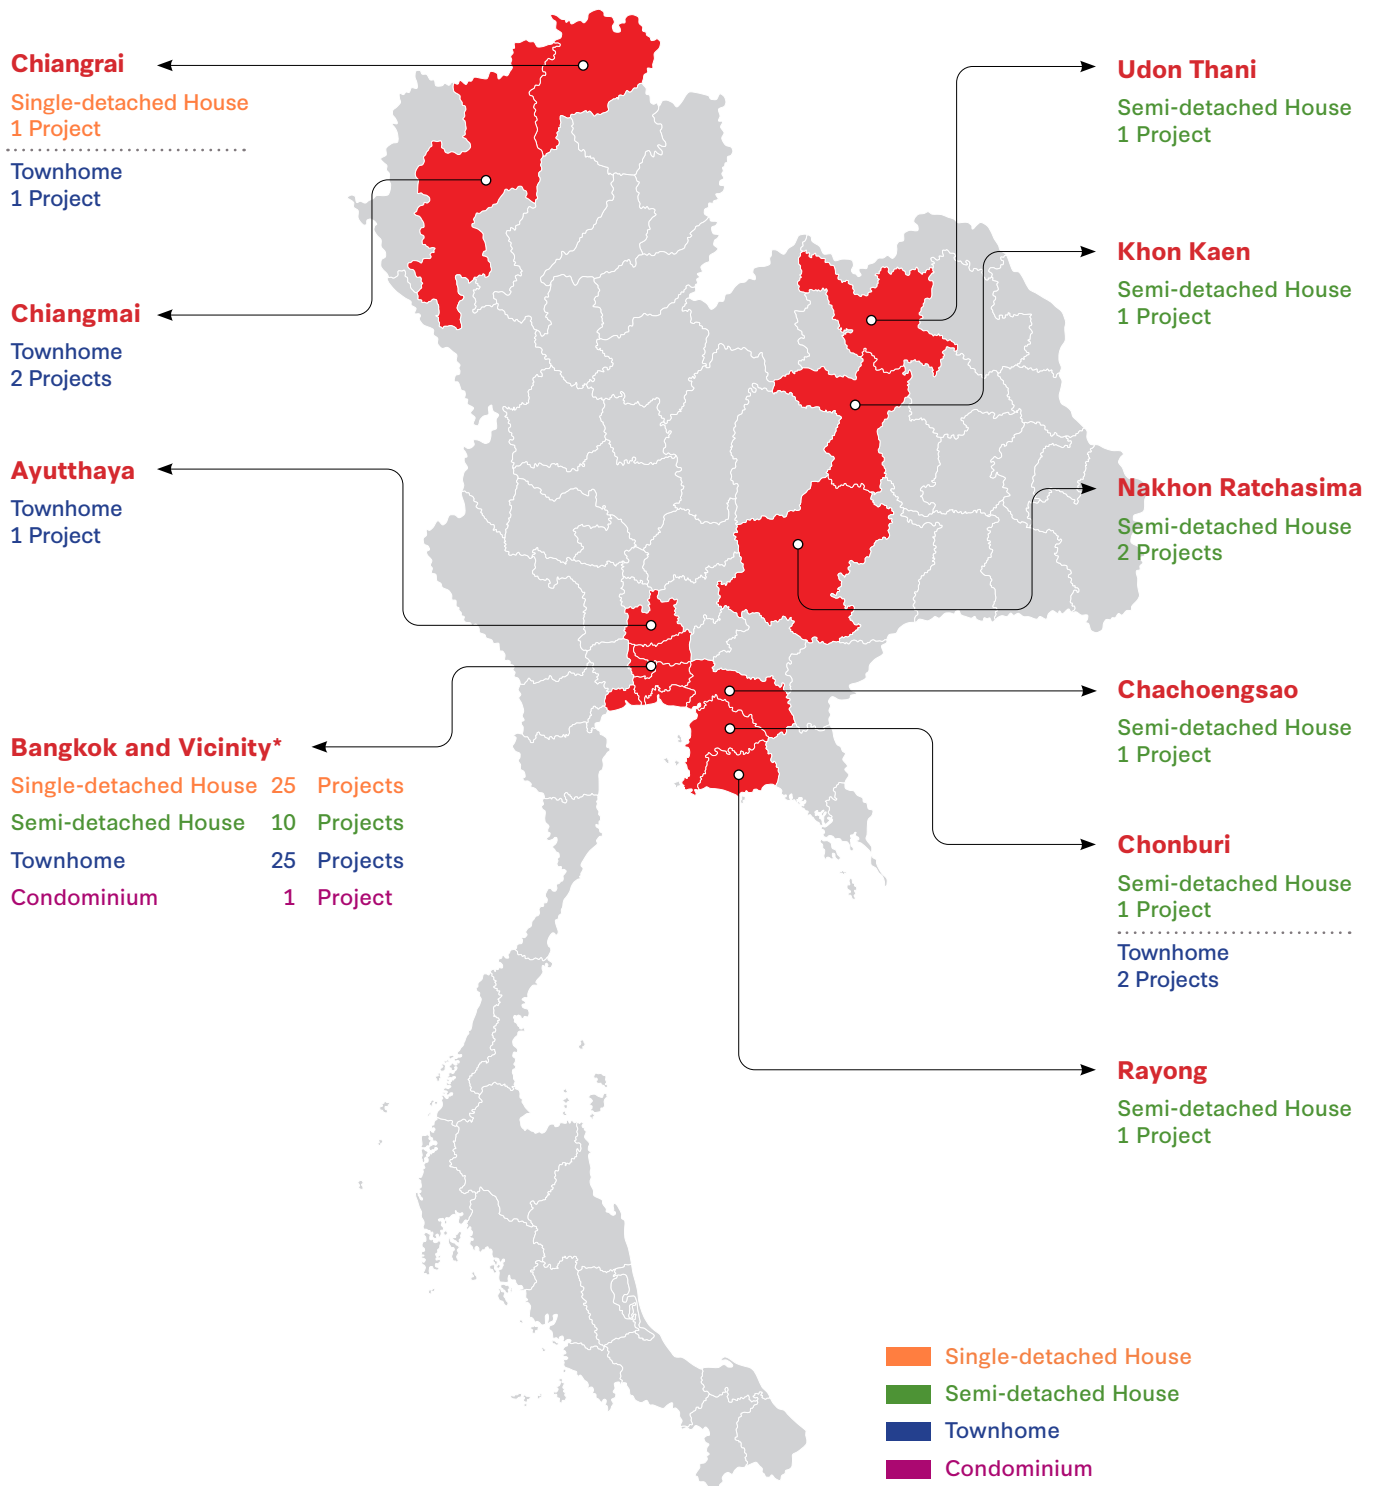 Chiangrai
Single-detached House
1 Project
Townhome
1 Project
Chiangmai
Townhome
2 Projects
Ayutthaya
Townhome
1 Project
Bangkok and Vicinity*
Single-detached House 25 Projects
Semi-detached House 10 Projects
Townhome 25 Projects
Condominium 1 Project
Udon Thani
Semi-detached House
1 Project
Khon Kaen
Semi-detached House
1 Project
Nakhon Ratchasima
Semi-detached House
2 Projects
Chachoengsao
Semi-detached House
1 Project
Chonburi
Semi-detached House
1 Project
Townhome
2 Projects
Rayong
Semi-detached House
1 Project
Single-detached House
Semi-detached House
Townhome
Condominium